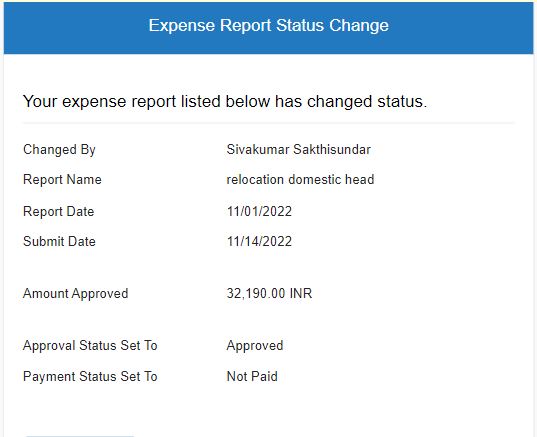 Expense Report Status Change
Your expense report listed below has changed status.
Changed By Sivakumar Sakthisundar
Report Name relocation domestic head
Report Date 11/01/2022
Submit Date 11/14/2022
Amount Approved 32,190.00 INR
Approval Status Set To Approved
Payment Status Set To Not Paid